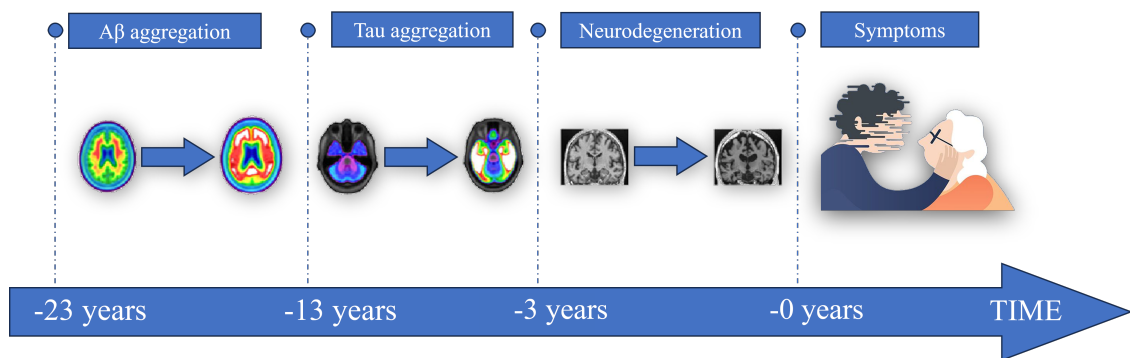 Aβ aggregation
Tau aggregation
Neurodegeneration
Symptoms
-23 years
-13 years
-3 years
-0 years
TIME